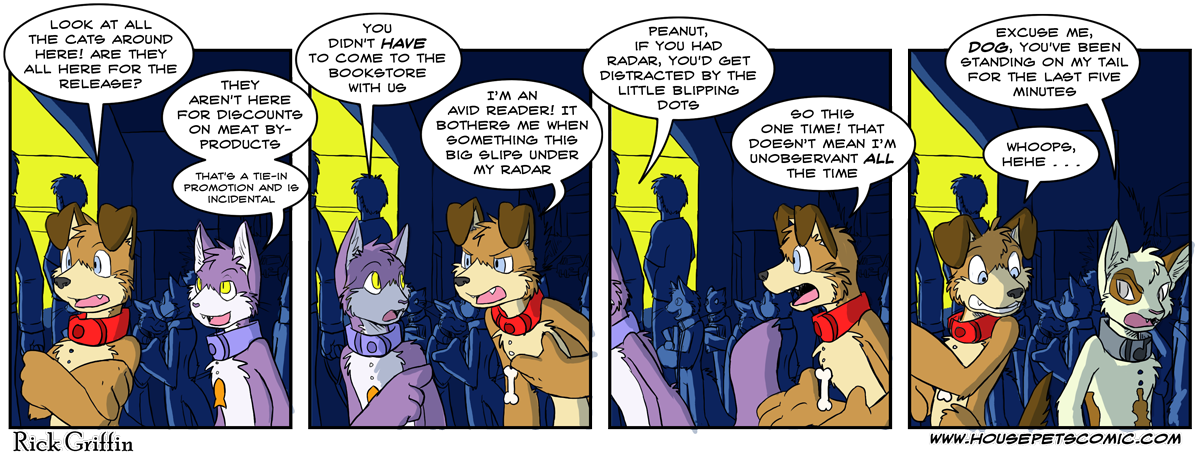 LOOK AT ALL
THE CATS AROUND
HERE! ARE THEY
ALL HERE FOR THE
RELEASE?
THEY
AREN'T HERE
FOR DISCOUNTS
ON MEAT BY-
PRODUCTS
THAT'S A TIE-IN
PROMOTION AND IS
INCIDENTAL
YOU
DIDN'T HAVE
TO COME TO THE
BOOKSTORE
WITH US
I'M AN
AVID READER! IT
BOTHERS ME WHEN
SOMETHING THIS
BIG SLIPS UNDER
MY RADAR
PEANUT,
IF YOU HAD
RADAR, YOU'D GET
DISTRACTED BY THE
LITTLE BLIPPING
DOTS
SO THIS
ONE TIME! THAT
DOESN'T MEAN I'M
UNOBSERVANT ALL
THE TIME
EXCUSE ME,
DOG, YOU'VE BEEN
STANDING ON MY TAIL
FOR THE LAST FIVE
MINUTES
WHOOPS,
HEHE . . .
Rick Griffin
WWW.HOUSEPETSCOMIC.COM